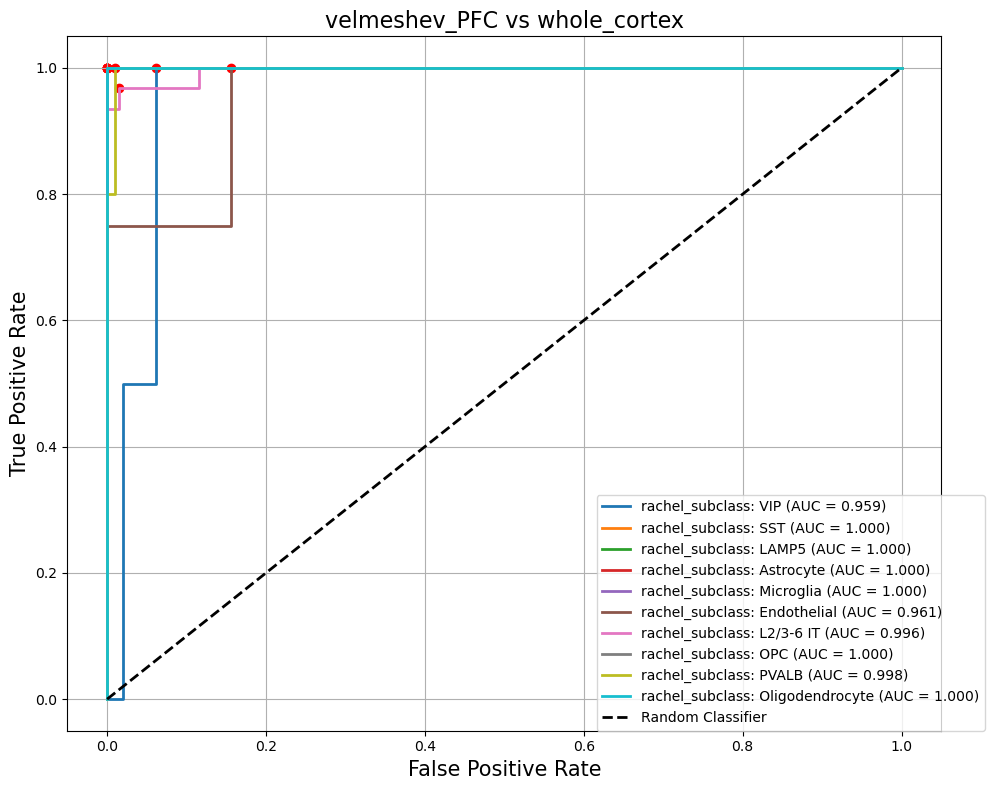 velmeshev_PFC vs whole_cortex
True Positive Rate
1.0
0.8
0.6
0.4
0.2
0.0
rachel_subclass: VIP (AUC = 0.959)
rachel_subclass: SST (AUC = 1.000)
rachel_subclass: LAMP5 (AUC = 1.000)
rachel_subclass: Astrocyte (AUC = 1.000)
rachel_subclass: Microglia (AUC = 1.000)
rachel_subclass: Endothelial (AUC = 0.961)
rachel_subclass: L2/3-6 IT (AUC = 0.996)
rachel_subclass: OPC (AUC = 1.000)
rachel_subclass: PVALB (AUC = 0.998)
rachel_subclass: Oligodendrocyte (AUC = 1.000)
Random Classifier
0.0 0.2 0.4 0.6 0.8 1.0
False Positive Rate